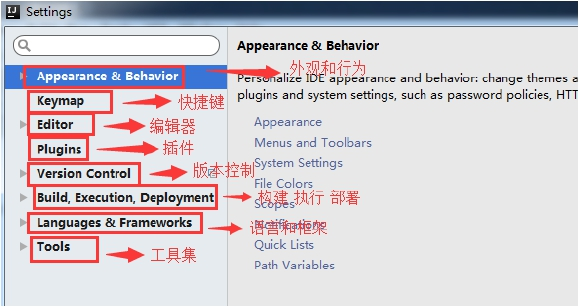 IJ Settings
Appearance & Behavior
外观和行为
Keymap
快捷键
Editor
编辑器
Plugins
插件
Version Control
版本控制
Build, Execution, Deployment
构建 执行 部署
Languages & Frameworks
语言和框架
Tools
工具集
Appearance & Behavior
Personalize IDE appearance and behavior: change themes a
plugins and system settings, such as password policies, HTT
Appearance
Menus and Toolbars
System Settings
File Colors
Scopes
Notifications
Quick Lists
Path Variables